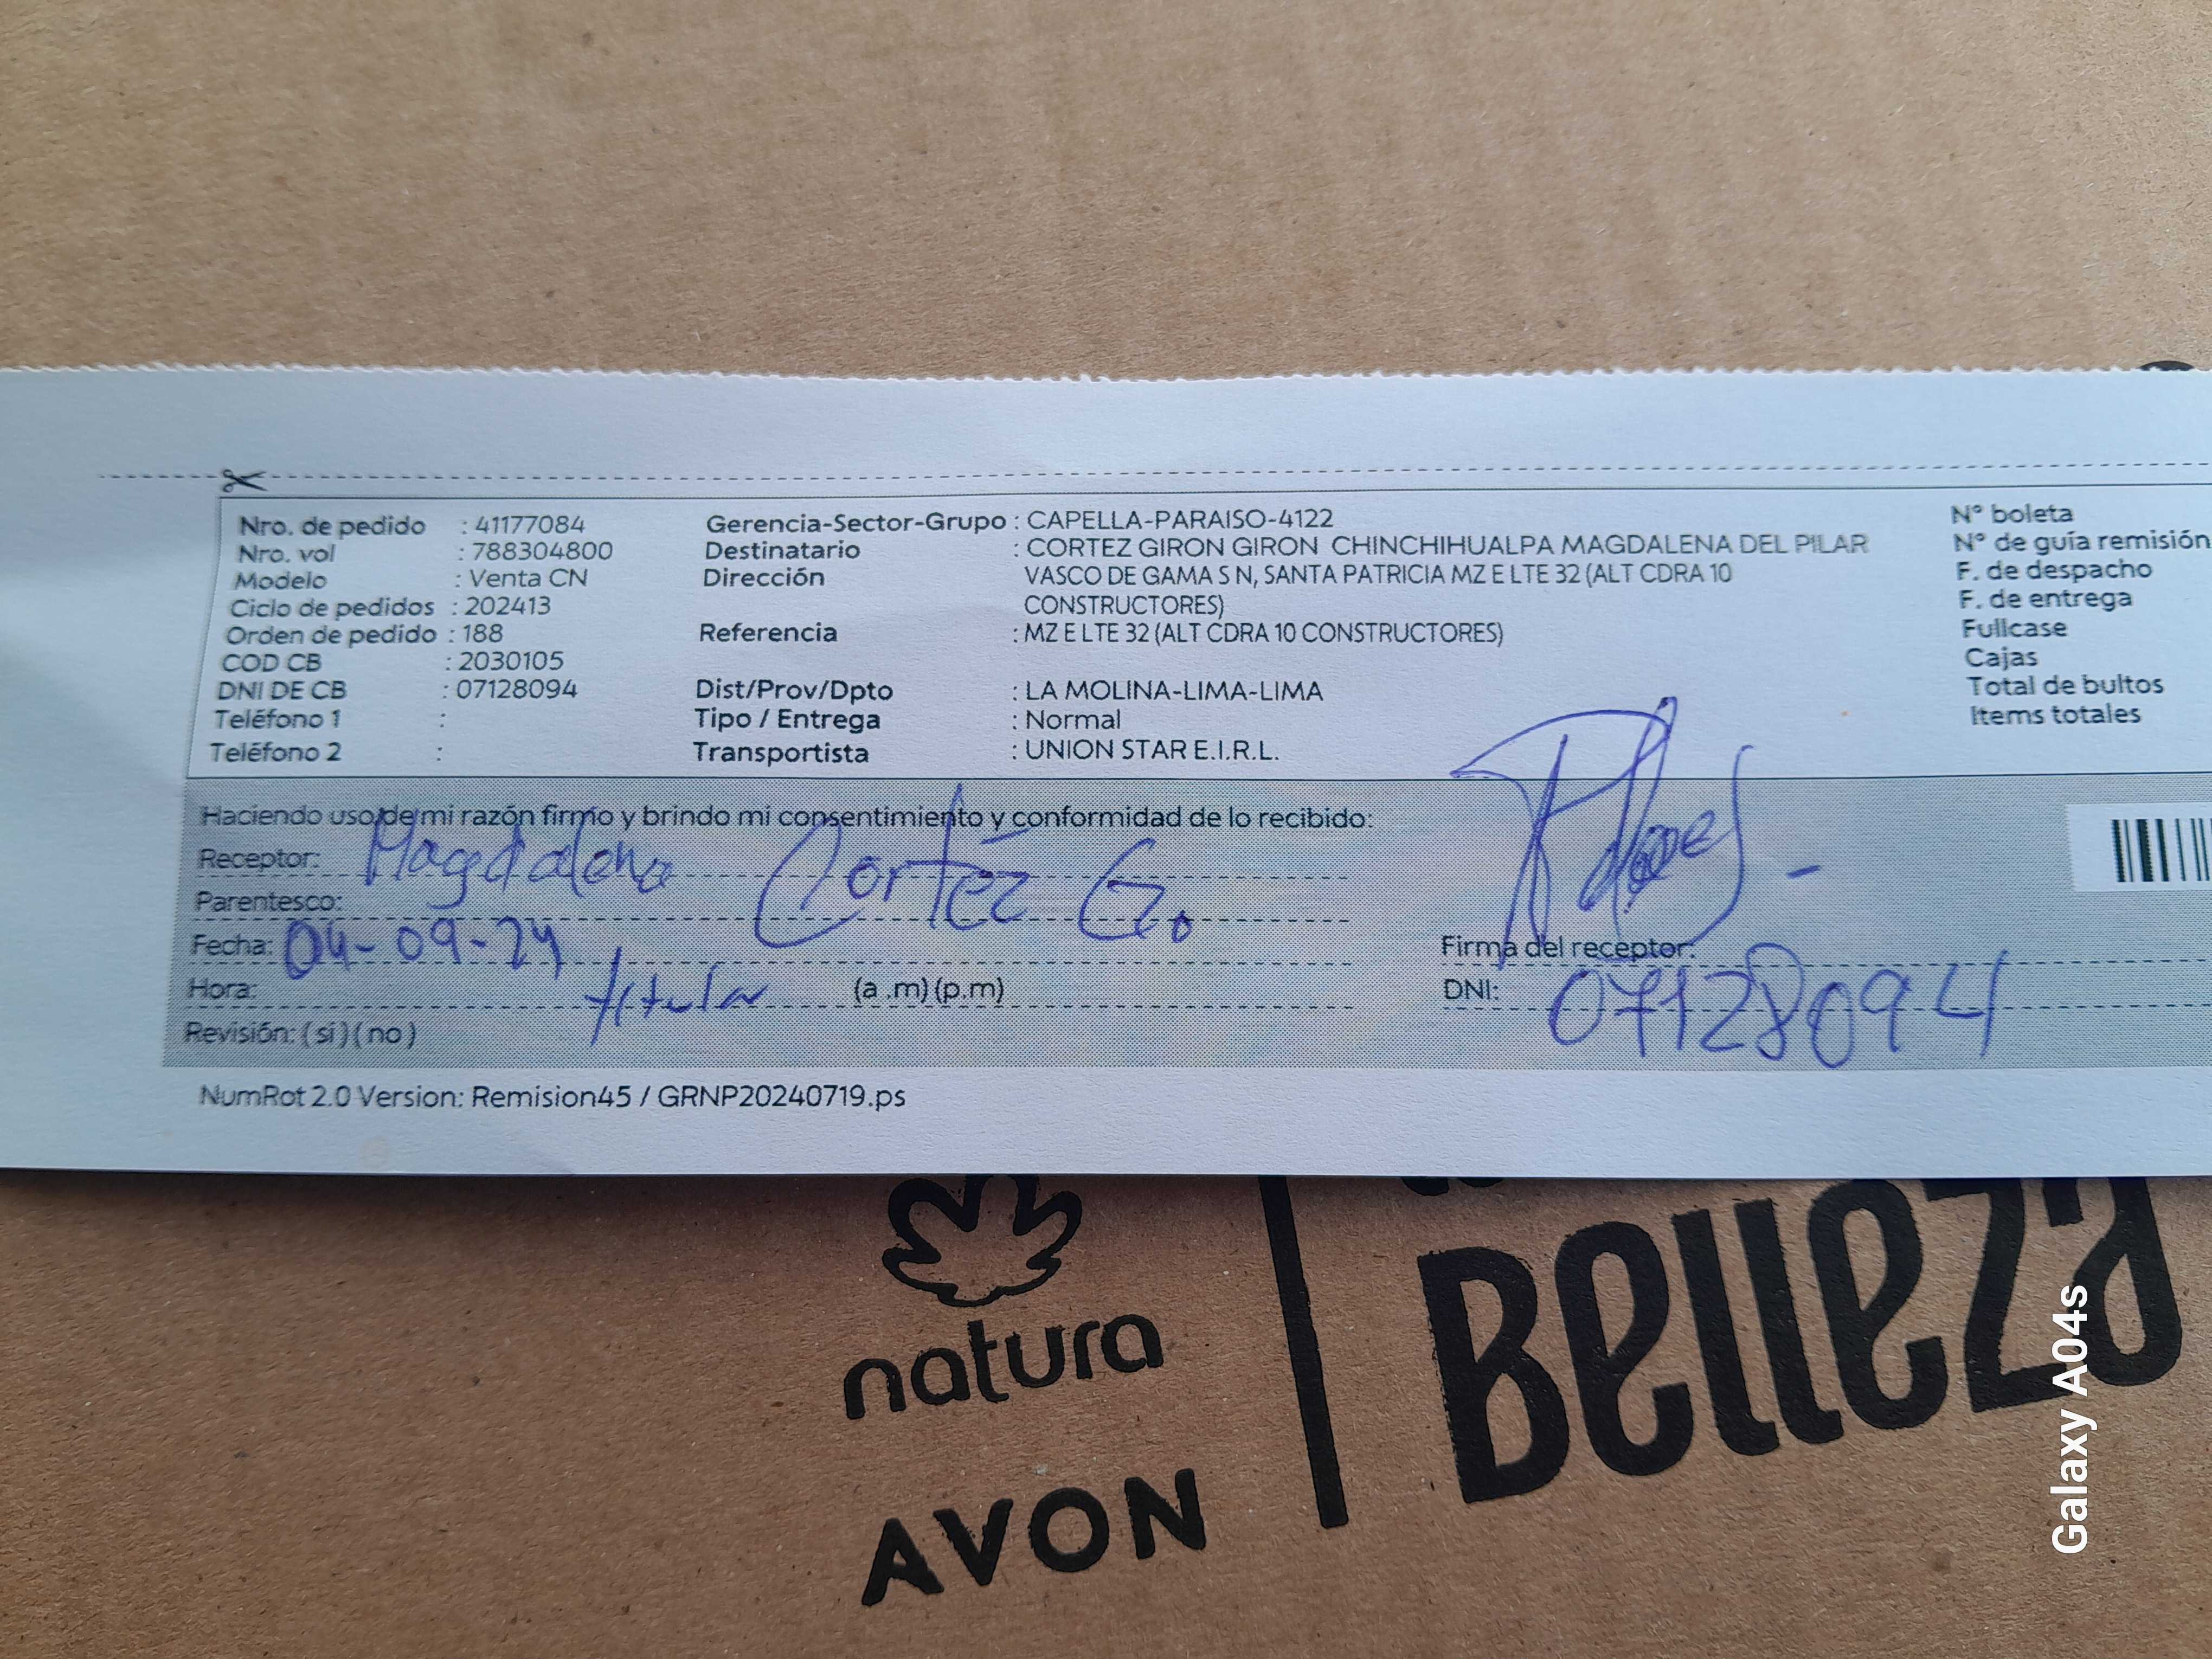 Nro. de pedido : 41177084 Gerencia-Sector-Grupo : CAPELLA-PARAISO-4122 N° boleta
Nro. vol : 788304800 Destinatario : CORTEZ GIRON GIRON CHINCHIHUALPA MAGDALENA DEL PILAR N° de guía remisión
Modelo : Venta CN Dirección VASCO DE GAMA S N, SANTA PATRICIA MZ E LTE 32 (ALT CDRA 10 F. de despacho
Ciclo de pedidos : 202413 CONSTRUCTORES) F. de entrega
Orden de pedido : 188 Referencia : MZ E LTE 32 (ALT CDRA 10 CONSTRUCTORES) Fullcase
COD CB : 2030105 Cajas
DNI DE CB : 07128094 Dist/Prov/Dpto : LA MOLINA-LIMA-LIMA Total de bultos
Teléfono 1 : Tipo / Entrega : Normal Items totales
Teléfono 2 : Transportista : UNION STAR E.I.R.L.
Haciendo uso de mi razón firmo y brindo mi consentimiento y conformidad de lo recibido:
Receptor: Magdalena Cortez G.
Parentesco:
Fecha: 04-09-24 Firma del receptor:
Hora: titular (a .m) (p.m) DNI: 07128094
Revisión: ( si ) ( no )
NumRot 2.0 Version: Remision45 / GRNP20240719.ps
natura
AVON
Belleza
Galaxy A04s